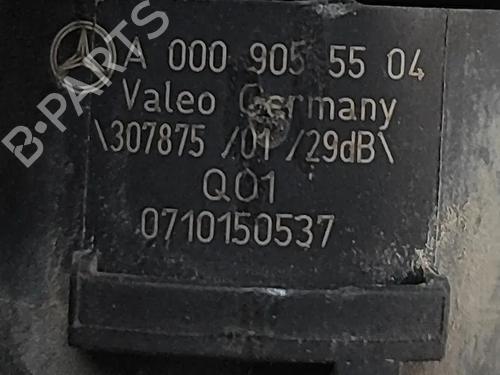 B-PARTS
A 000 905 55 04
Valeo Germany
\307875 /01 /29dB\
Q01
0710150537